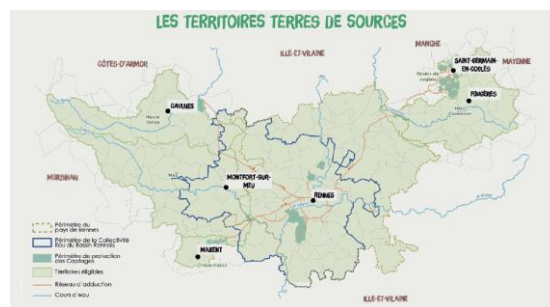 LES TERRITOIRES TERRES DE SOURCES
MANCHE
ILLE-ET-VILAINE
SAINT-GERMAIN-
EN-COGLÈS
MAYENNE
CÔTES-D'ARMOR
FOUGÈRES
CAULNES
MORBIHAN
MONTFORT-SUR-
MEU
RENNES
MAXENT
Périmètre du
pays de Rennes
Périmètre de la Collectivité
Eau du Bassin Rennais
Périmètre de protection
des Captages
Territoires éligibles
Réseau d'adduction
Cours d'eau
ILLE-ET-VILAINE